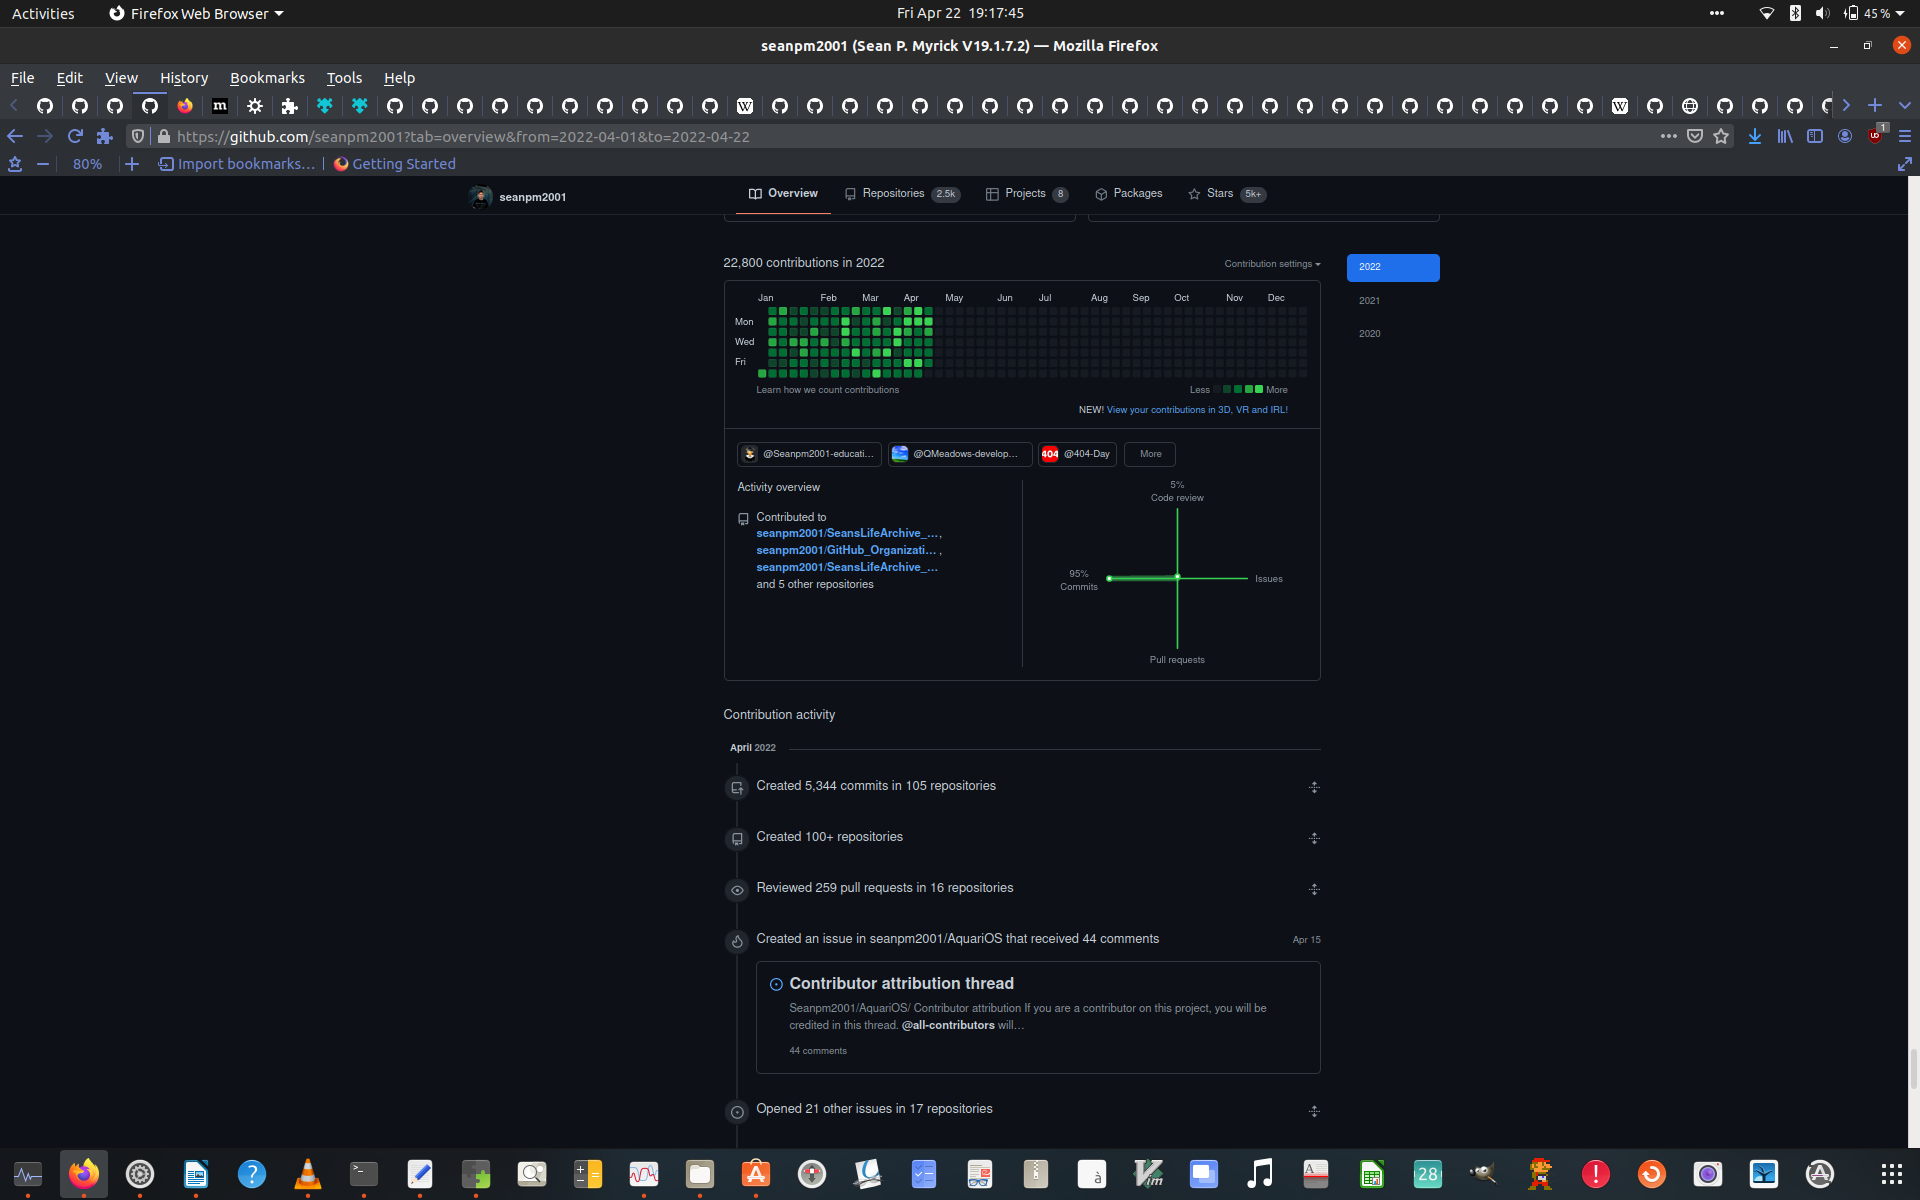 Activities
Firefox Web Browser
Fri Apr 22 19:17:45
45 %
seanpm2001 (Sean P. Myrick V19.1.7.2) — Mozilla Firefox
File Edit View History Bookmarks Tools Help
https://github.com/seanpm2001?tab=overview&from=2022-04-01&to=2022-04-22
1
80%
Import bookmarks...
Getting Started
seanpm2001
Overview
Repositories 2.5k
Projects 8
Packages
Stars 5k+
22,800 contributions in 2022
Contribution settings
2022
2021
2020
Jan Feb Mar Apr May Jun Jul Aug Sep Oct Nov Dec
Mon
Wed
Fri
Learn how we count contributions
Less More
NEW! View your contributions in 3D, VR and IRL!
@Seanpm2001-educati...
@QMeadows-develop...
404 @404-Day
More
Activity overview
Contributed to
seanpm2001/SeansLifeArchive_... ,
seanpm2001/GitHub_Organizati... ,
seanpm2001/SeansLifeArchive_...
and 5 other repositories
5%
Code review
95%
Commits
Issues
Pull requests
Contribution activity
April 2022
Created 5,344 commits in 105 repositories
Created 100+ repositories
Reviewed 259 pull requests in 16 repositories
Created an issue in seanpm2001/AquariOS that received 44 comments
Apr 15
Contributor attribution thread
Seanpm2001/AquariOS/ Contributor attribution If you are a contributor on this project, you will be
credited in this thread. @all-contributors will...
44 comments
Opened 21 other issues in 17 repositories
28